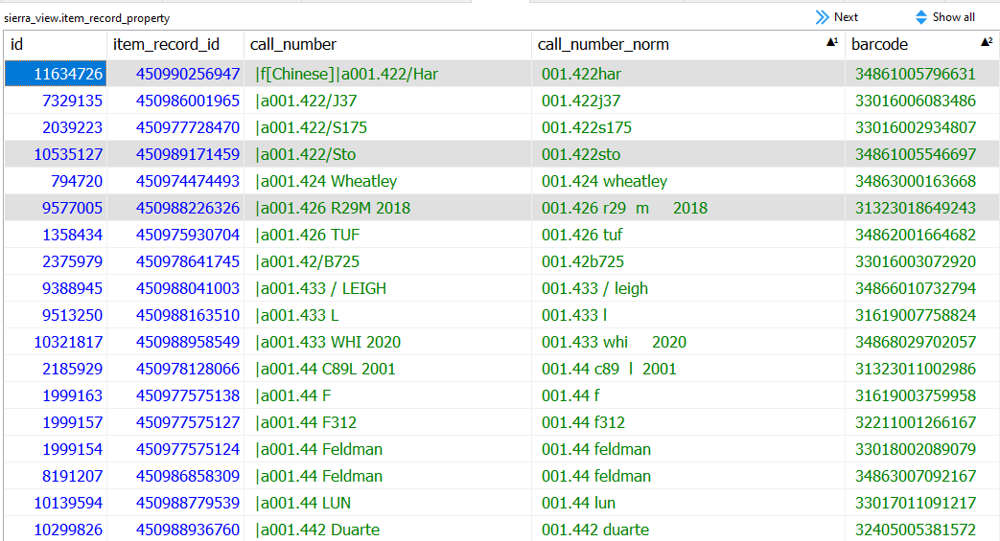 sierra_view.item_record_property Next Show all
id item_record_id call_number call_number_norm 1 barcode 2
11634726 450990256947 |f[Chinese]|a001.422/Har 001.422har 34861005796631
7329135 450986001965 |a001.422/J37 001.422j37 33016006083486
2039223 450977728470 |a001.422/S175 001.422s175 33016002934807
10535127 450989171459 |a001.422/Sto 001.422sto 34861005546697
794720 450974474493 |a001.424 Wheatley 001.424 wheatley 34863000163668
9577005 450988226326 |a001.426 R29M 2018 001.426 r29  m      2018 31323018649243
1358434 450975930704 |a001.426 TUF 001.426 tuf 34862001664682
2375979 450978641745 |a001.42/B725 001.42b725 33016003072920
9388945 450988041003 |a001.433 / LEIGH 001.433 / leigh 34866010732794
9513250 450988163510 |a001.433 L 001.433 l 31619007758824
10321817 450988958549 |a001.433 WHI 2020 001.433 whi      2020 34868029702057
2185929 450978128066 |a001.44 C89L 2001 001.44 c89  l  2001 31323011002986
1999163 450977575138 |a001.44 F 001.44 f 31619003759958
1999157 450977575127 |a001.44 F312 001.44 f312 32211001266167
1999154 450977575124 |a001.44 Feldman 001.44 feldman 33018002089079
8191207 450986858309 |a001.44 Feldman 001.44 feldman 34863007092167
10139594 450988779539 |a001.44 LUN 001.44 lun 33017011091217
10299826 450988936760 |a001.442 Duarte 001.442 duarte 32405005381572